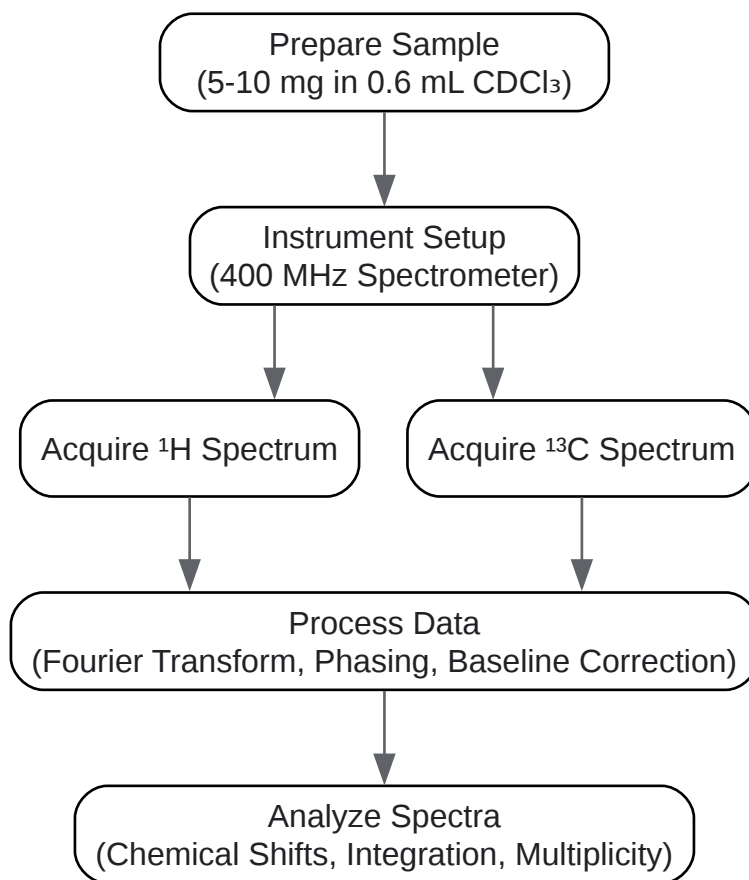 Prepare Sample
(5-10 mg in 0.6 mL CDCl₃)
Instrument Setup
(400 MHz Spectrometer)
Acquire ¹H Spectrum
Acquire ¹³C Spectrum
Process Data
(Fourier Transform, Phasing, Baseline Correction)
Analyze Spectra
(Chemical Shifts, Integration, Multiplicity)